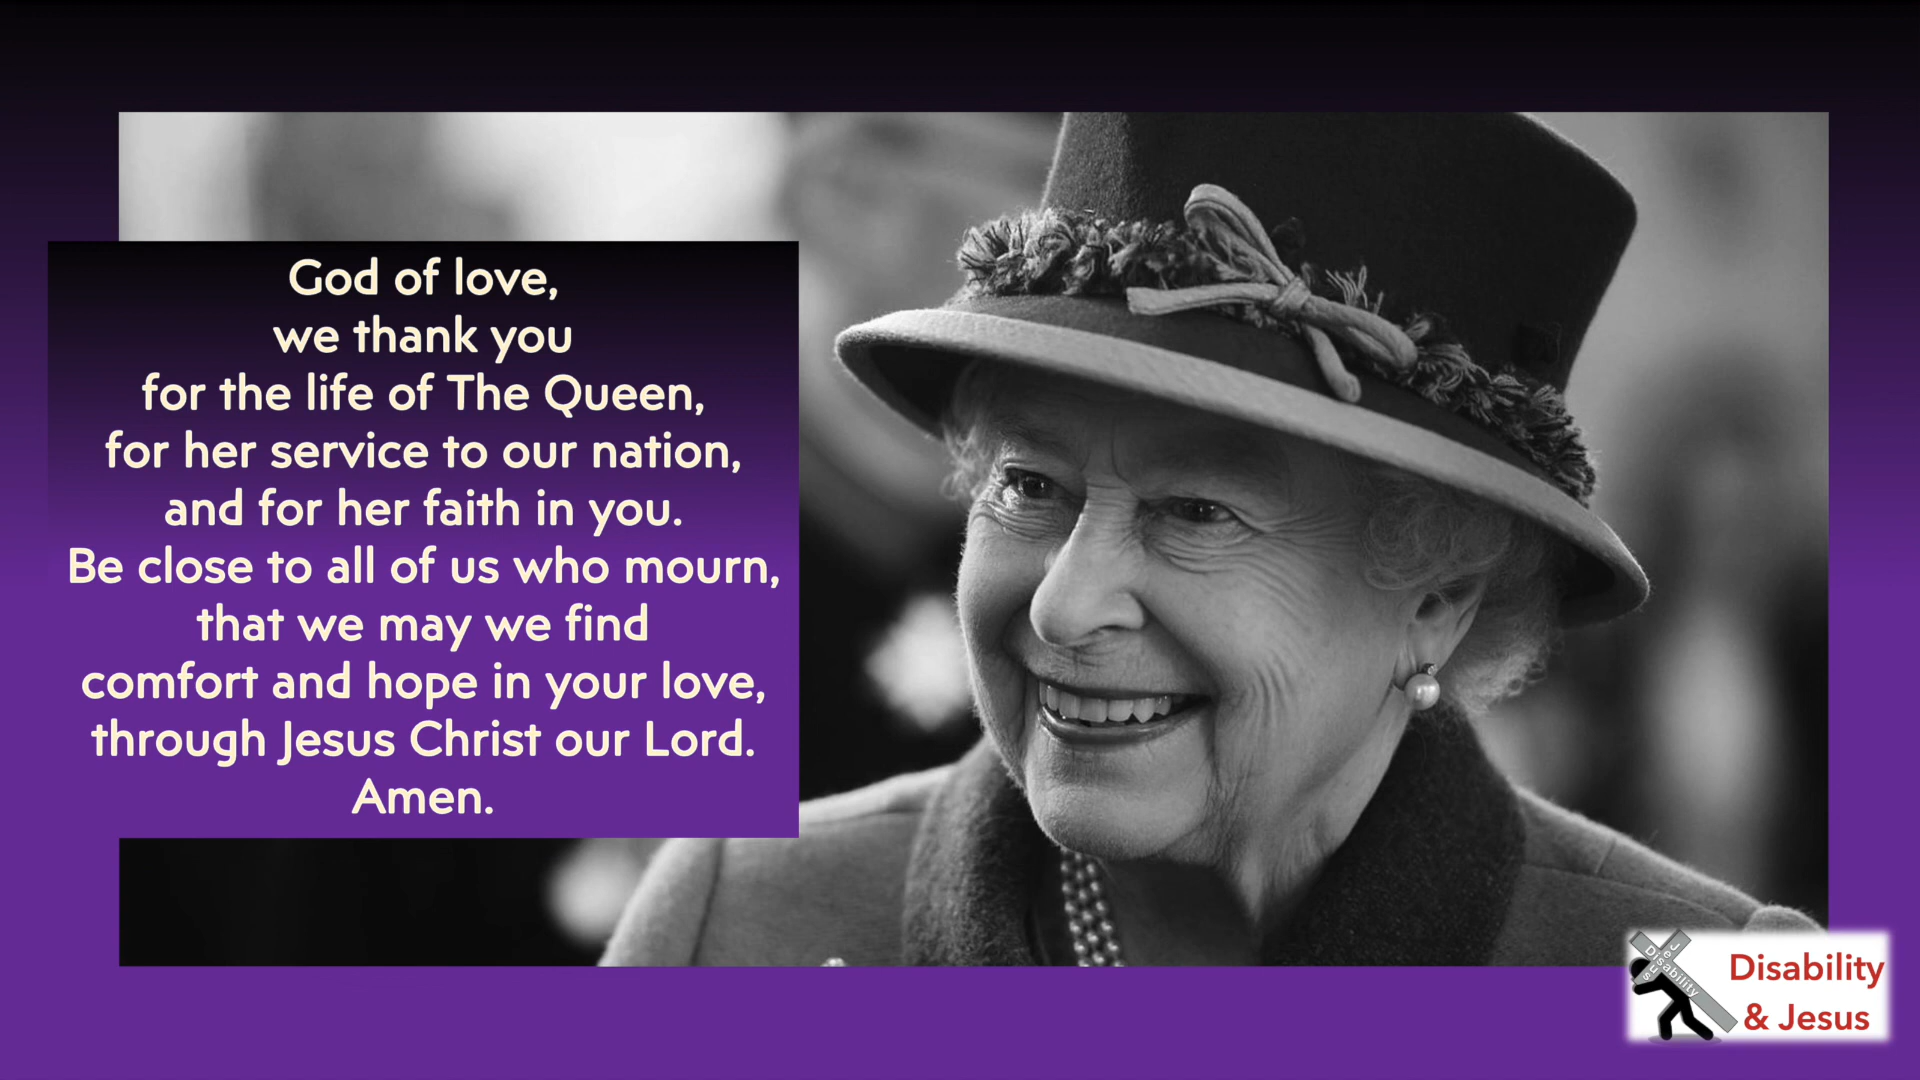 God of love,
we thank you
for the life of The Queen,
for her service to our nation,
and for her faith in you.
Be close to all of us who mourn,
that we may we find
comfort and hope in your love,
through Jesus Christ our Lord.
Amen.
Jesus
Disability
Disability
& Jesus